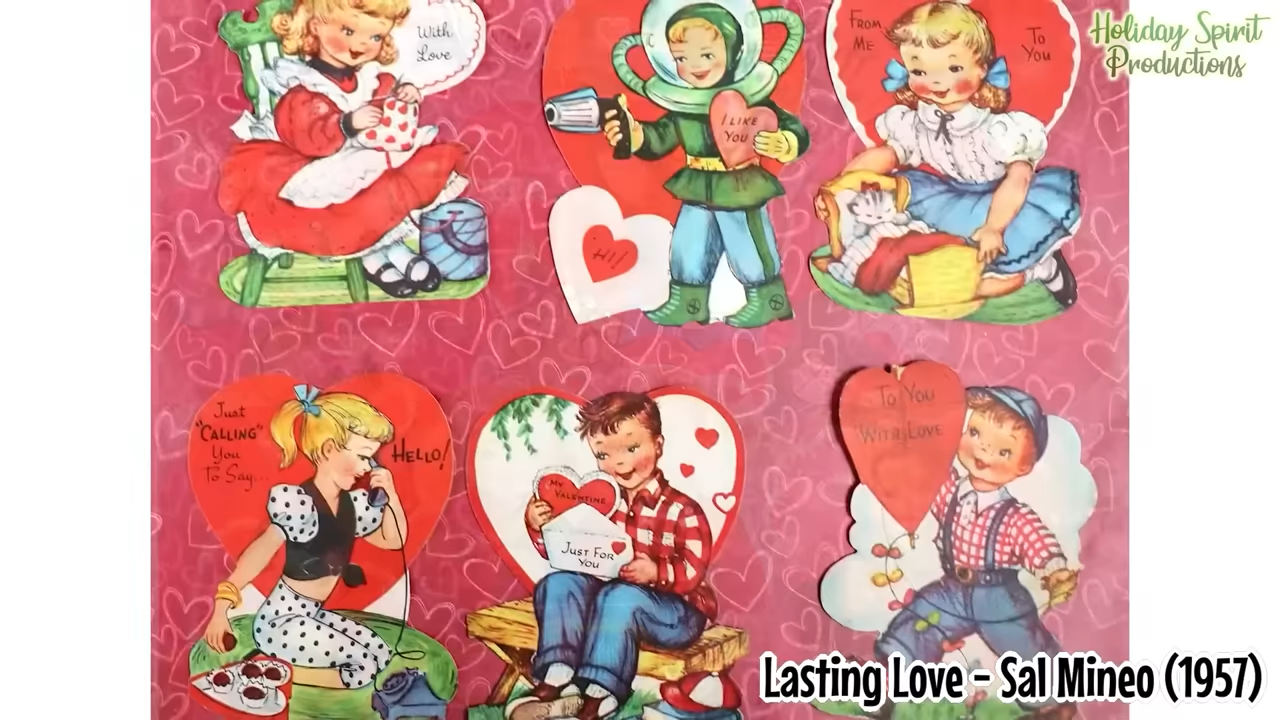 With
Love
I LIKE
YOU
HI!
FROM
ME
TO
YOU
Holiday Spirit
Productions
Just
"CALLING"
You
To Say...
HELLO!
MY
VALENTINE
JUST FOR
YOU
To You
With Love
Lasting Love - Sal Mineo (1957)